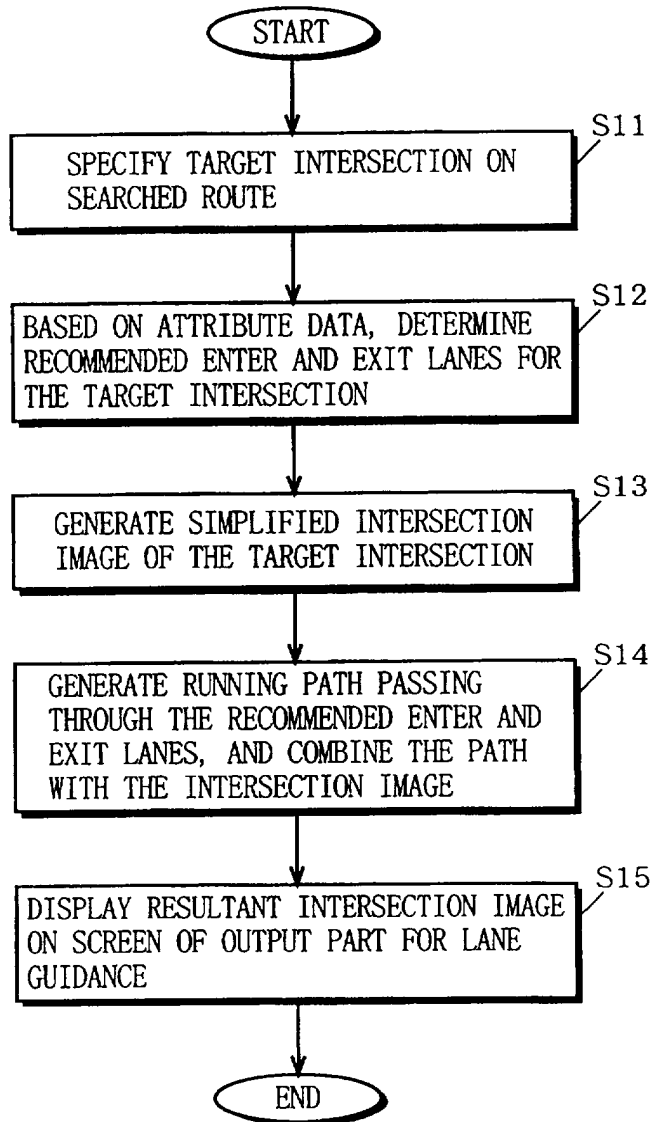 START
S11
SPECIFY TARGET INTERSECTION ON
SEARCHED ROUTE
S12
BASED ON ATTRIBUTE DATA, DETERMINE
RECOMMENDED ENTER AND EXIT LANES FOR
THE TARGET INTERSECTION
S13
GENERATE SIMPLIFIED INTERSECTION
IMAGE OF THE TARGET INTERSECTION
S14
GENERATE RUNNING PATH PASSING
THROUGH THE RECOMMENDED ENTER AND
EXIT LANES, AND COMBINE THE PATH
WITH THE INTERSECTION IMAGE
S15
DISPLAY RESULTANT INTERSECTION IMAGE
ON SCREEN OF OUTPUT PART FOR LANE
GUIDANCE
END